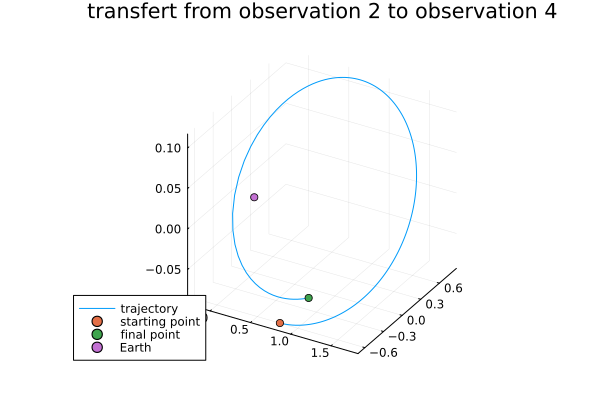 transfert from observation 2 to observation 4
0.10
0.05
0.00
−0.05
0.5
1.0
1.5
0.6
0.3
0.0
−0.3
−0.6
trajectory
starting point
final point
Earth